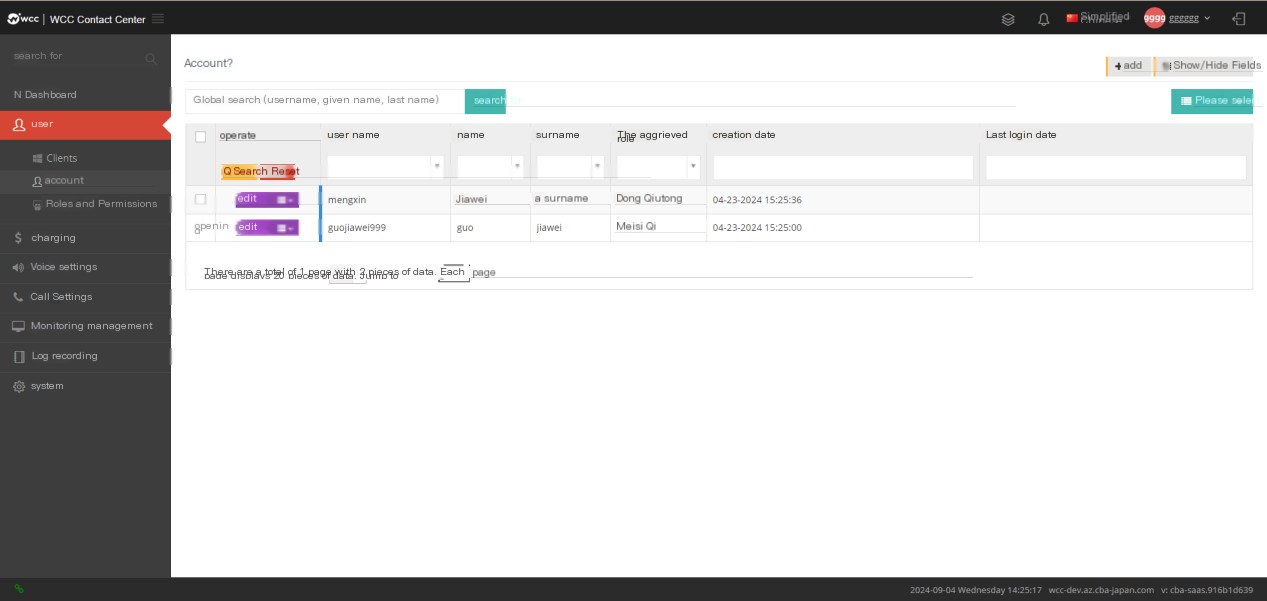 wcc | WCC Contact Center
Simplified
9999 gggggg
search for
N Dashboard
user
Clients
account
Roles and Permissions
charging
Voice settings
Call Settings
Monitoring management
Log recording
system
Account?
add
Show/Hide Fields
Global search (username, given name, last name)
search
Please selec
operate
user name
name
surname
The aggrieved
role
creation date
Last login date
Q Search Reset
edit
mengxin
Jiawei
a surname
Dong Qiutong
04-23-2024 15:25:36
edit
guojiawei999
guo
jiawei
Meisi Qi
04-23-2024 15:25:00
There are a total of 1 page with 2 pieces of data. Each page
page displays 20 pieces of data. Jump to
2024-09-04 Wednesday 14:25:17 wcc-dev.az.cba-japan.com v: cba-saas.916b1d639